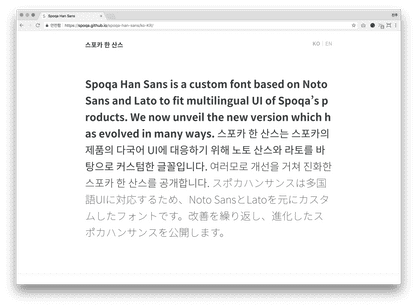 Spoqa Han Sans
https://spoqa.github.io/spoqa-han-sans/ko-KR/
스포카 한 산스
KO | EN
Spoqa Han Sans is a custom font based on Noto
Sans and Lato to fit multilingual UI of Spoqa's p
roducts. We now unveil the new version which h
as evolved in many ways. 스포카 한 산스는 스포카의
제품의 다국어 UI에 대응하기 위해 노토 산스와 라토를 바
탕으로 커스텀한 글꼴입니다. 여러모로 개선을 거쳐 진화한
스포카 한 산스를 공개합니다. スポカハンサンスは多国
語UIに対応するため、Noto SansとLatoを元にカスタ
ムしたフォントです。改善を繰り返し、進化したス
ポカハンサンスを公開します。